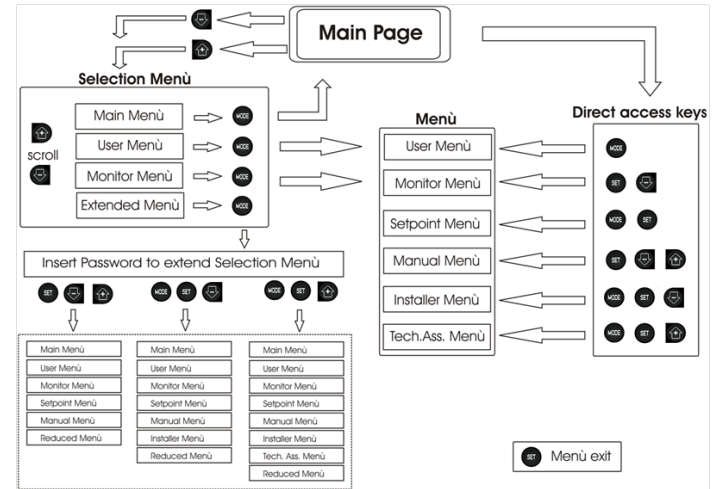 Main Page
Selection Menù
Main Menù
MODE
User Menù
MODE
scroll
Monitor Menù
MODE
Extended Menù
MODE
Menù
Direct access keys
User Menù
MODE
Monitor Menù
SET
Setpoint Menù
MODE SET
Manual Menù
SET
Installer Menù
MODE SET
Tech.Ass. Menù
MODE SET
Insert Password to extend Selection Menù
SET
MODE SET
MODE SET
Main Menù
User Menù
Monitor Menù
Setpoint Menù
Manual Menù
Reduced Menù
Main Menù
User Menù
Monitor Menù
Setpoint Menù
Manual Menù
Installer Menù
Reduced Menù
Main Menù
User Menù
Monitor Menù
Setpoint Menù
Manual Menù
Installer Menù
Tech. Ass. Menù
Reduced Menù
SET Menù exit